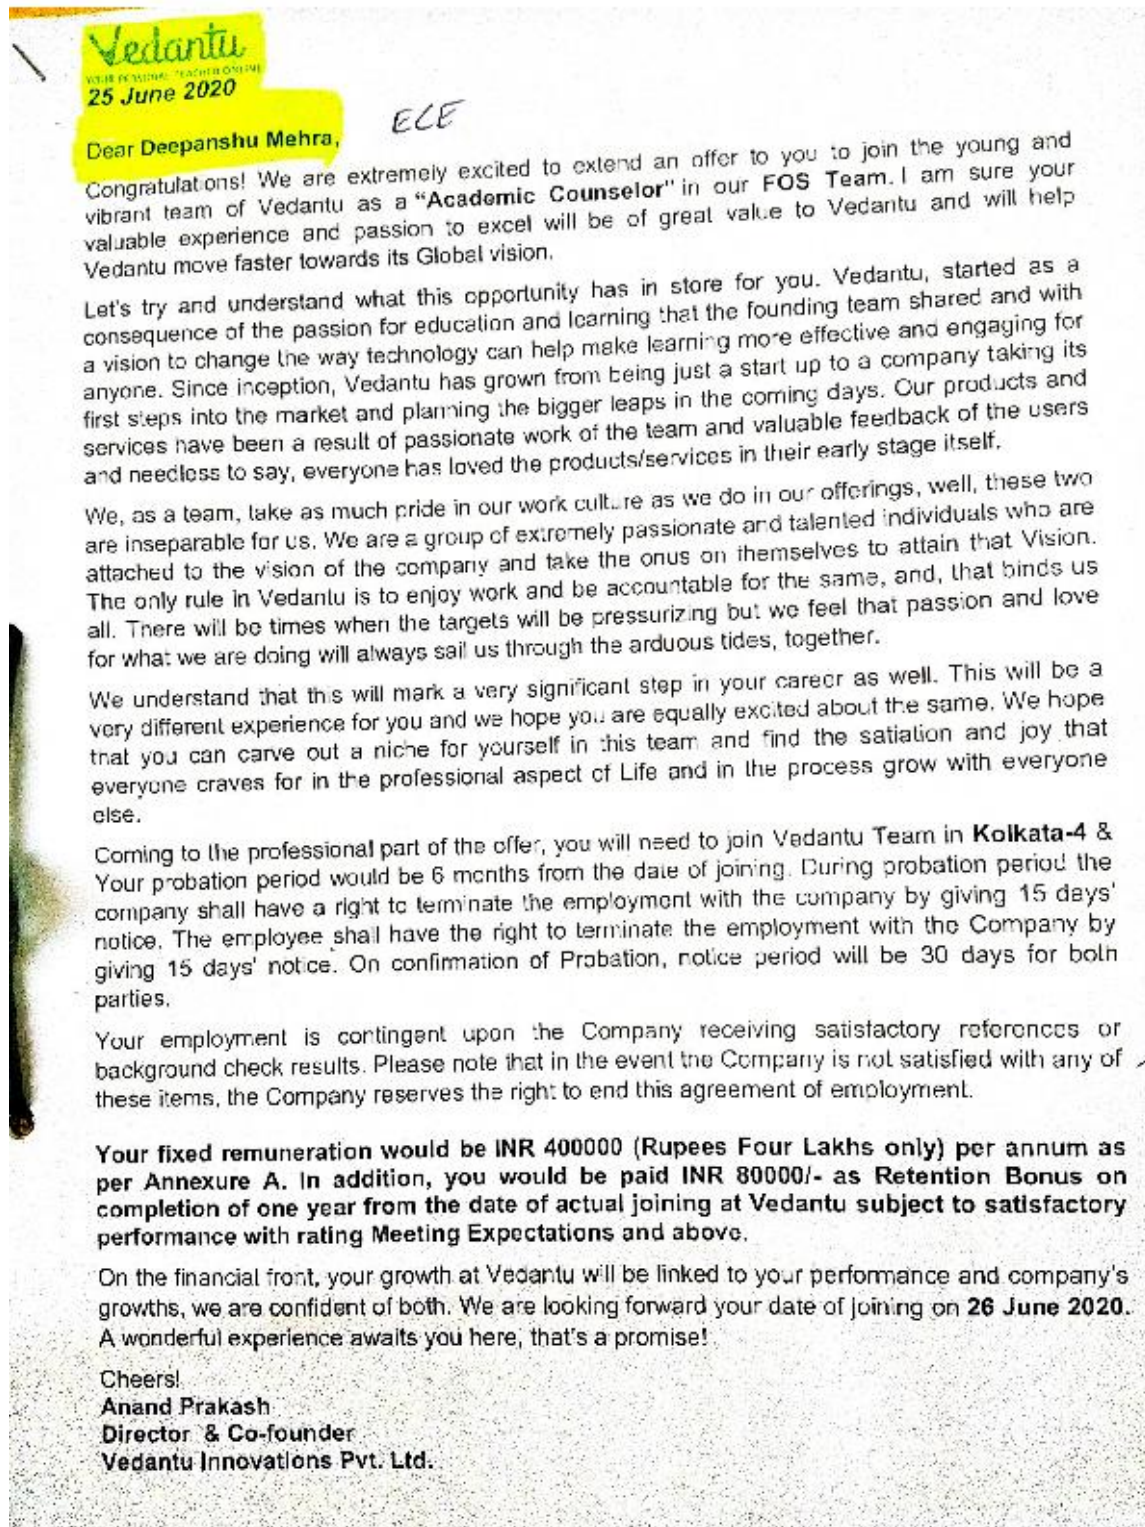 Vedantu
YOUR PERSONAL TEACHER ONLINE
25 June 2020
ECE
Dear Deepanshu Mehra,
Congratulations! We are extremely excited to extend an offer to you to join the young and
vibrant team of Vedantu as a "Academic Counselor" in our FOS Team. I am sure your
valuable experience and passion to excel will be of great value to Vedantu and will help
Vedantu move faster towards its Global vision.
Let's try and understand what this opportunity has in store for you. Vedantu, started as a
consequence of the passion for education and learning that the founding team shared and with
a vision to change the way technology can help make learning more effective and engaging for
anyone. Since inception, Vedantu has grown from being just a start up to a company taking its
first steps into the market and planning the bigger leaps in the coming days. Our products and
services have been a result of passionate work of the team and valuable feedback of the users
and needless to say, everyone has loved the products/services in their early stage itself.
We, as a team, take as much pride in our work culture as we do in our offerings, well, these two
are inseparable for us. We are a group of extremely passionate and talented individuals who are
attached to the vision of the company and take the onus on themselves to attain that Vision.
The only rule in Vedantu is to enjoy work and be accountable for the same, and, that binds us
all. There will be times when the targets will be pressurizing but we feel that passion and love
for what we are doing will always sail us through the arduous tides, together.
We understand that this will mark a very significant step in your career as well. This will be a
very different experience for you and we hope you are equally excited about the same. We hope
that you can carve out a niche for yourself in this team and find the satiation and joy that
everyone craves for in the professional aspect of Life and in the process grow with everyone
else.
Coming to the professional part of the offer, you will need to join Vedantu Team in Kolkata-4 &
Your probation period would be 6 months from the date of joining. During probation period the
company shall have a right to terminate the employment with the company by giving 15 days'
notice. The employee shall have the right to terminate the employment with the Company by
giving 15 days' notice. On confirmation of Probation, notice period will be 30 days for both
parties.
Your employment is contingent upon the Company receiving satisfactory references or
background check results. Please note that in the event the Company is not satisfied with any of
these items, the Company reserves the right to end this agreement of employment.
Your fixed remuneration would be INR 400000 (Rupees Four Lakhs only) per annum as
per Annexure A. In addition, you would be paid INR 80000/- as Retention Bonus on
completion of one year from the date of actual joining at Vedantu subject to satisfactory
performance with rating Meeting Expectations and above.
On the financial front, your growth at Vedantu will be linked to your performance and company's
growths, we are confident of both. We are looking forward your date of joining on 26 June 2020.
A wonderful experience awaits you here, that's a promise!
Cheers!
Anand Prakash
Director & Co-founder
Vedantu Innovations Pvt. Ltd.